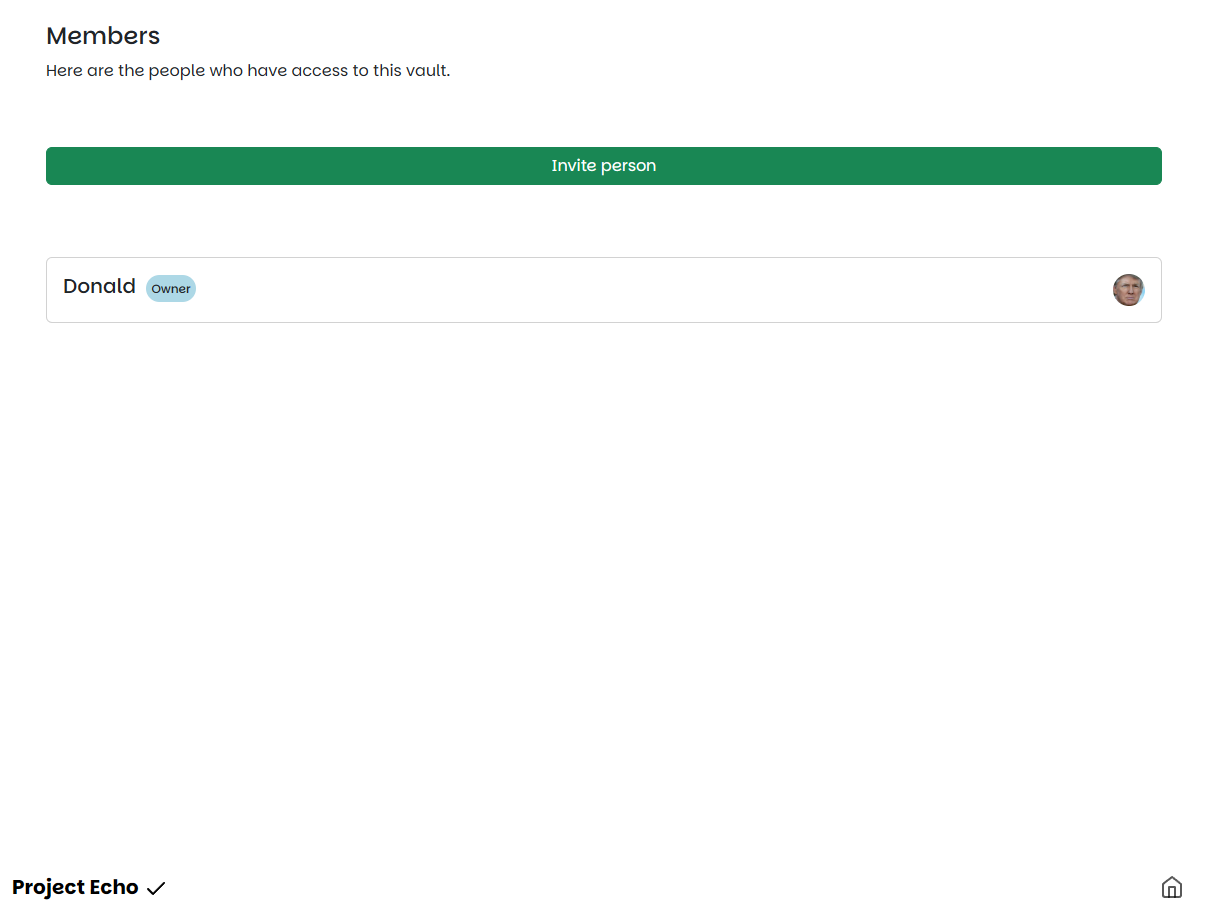 Members
Here are the people who have access to this vault.
Invite person
Donald Owner
Project Echo